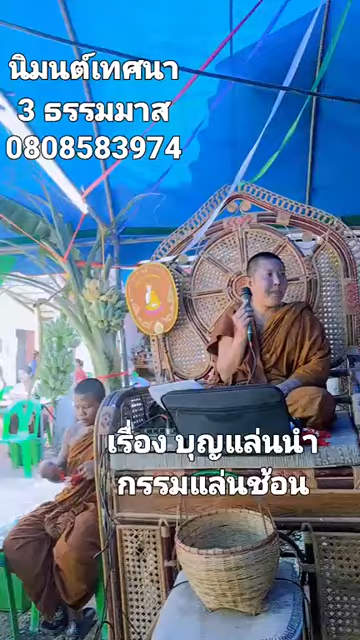 นิมนต์เทศนา
3 ธรรมมาส
0808583974
เรื่อง บุญแล่นนำ
กรรมแล่นซ้อน